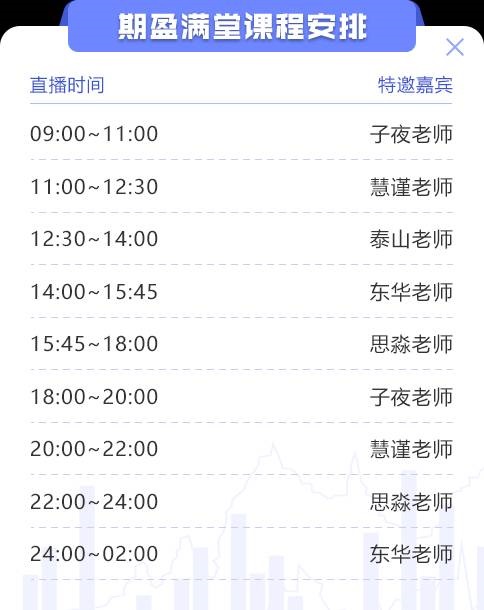 期盈满堂课程安排
直播时间 特邀嘉宾
09:00~11:00 子夜老师
11:00~12:30 慧谨老师
12:30~14:00 泰山老师
14:00~15:45 东华老师
15:45~18:00 思淼老师
18:00~20:00 子夜老师
20:00~22:00 慧谨老师
22:00~24:00 思淼老师
24:00~02:00 东华老师